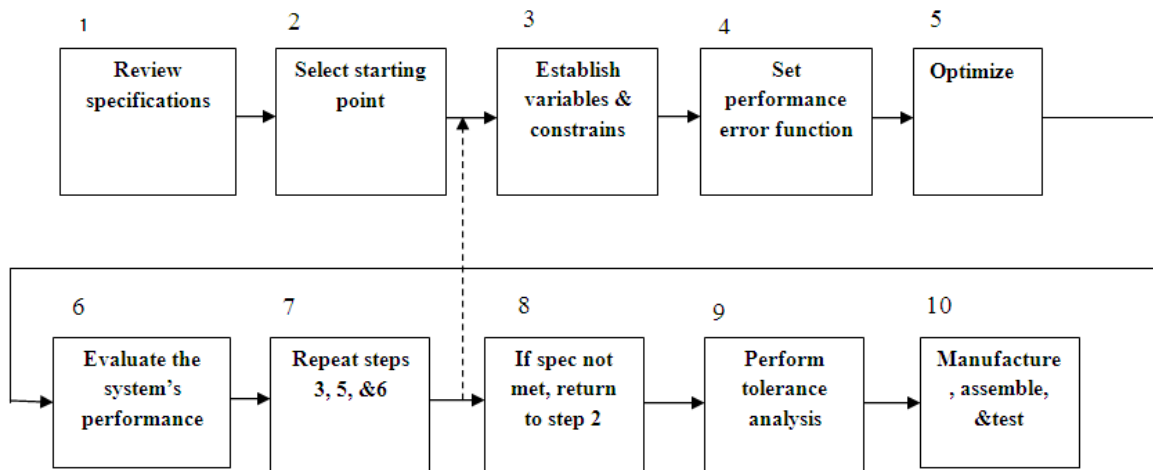 1
Review
specifications
2
Select starting
point
3
Establish
variables &
constrains
4
Set
performance
error function
5
Optimize
6
Evaluate the
system's
performance
7
Repeat steps
3, 5, &6
8
If spec not
met, return
to step 2
9
Perform
tolerance
analysis
10
Manufacture
, assemble,
&test